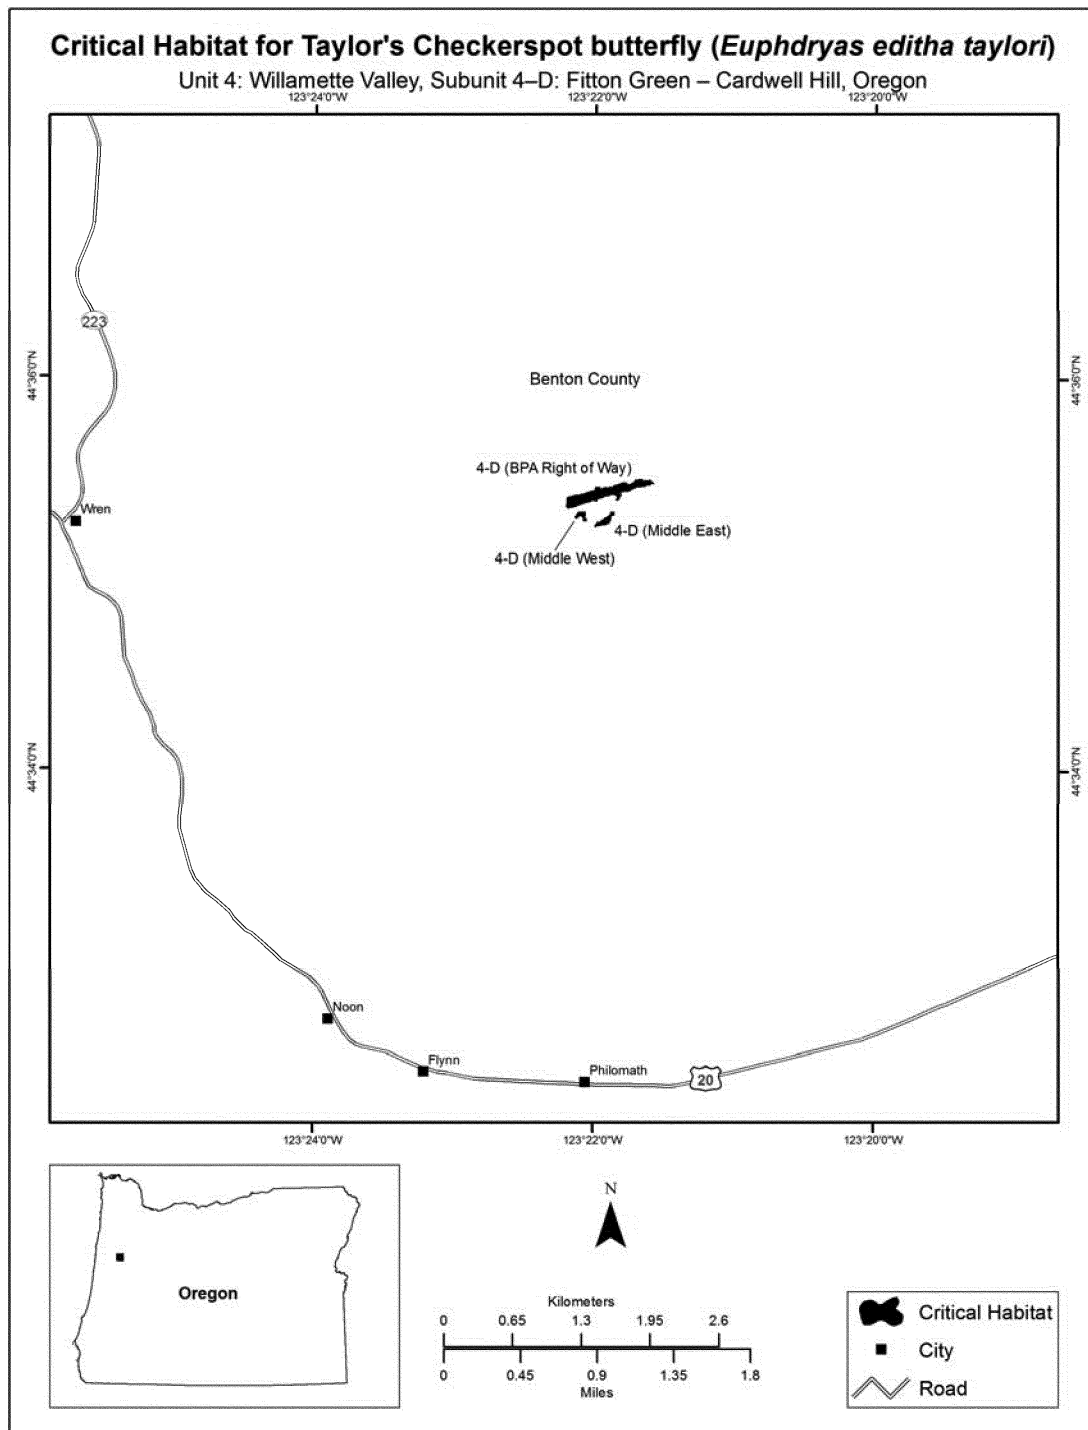 Critical Habitat for Taylor's Checkerspot butterfly (Euphdryas editha taylori)
Unit 4: Willamette Valley, Subunit 4–D: Fitton Green – Cardwell Hill, Oregon
123°24'0"W
123°22'0"W
123°20'0"W
223
44°36'0"N
44°36'0"N
Benton County
4-D (BPA Right of Way)
Wren
4-D (Middle East)
4-D (Middle West)
44°34'0"N
44°34'0"N
Noon
Flynn
Philomath
20
123°24'0"W
123°22'0"W
123°20'0"W
Oregon
N
Kilometers
0 0.65 1.3 1.95 2.6
0 0.45 0.9 1.35 1.8
Miles
Critical Habitat
City
Road